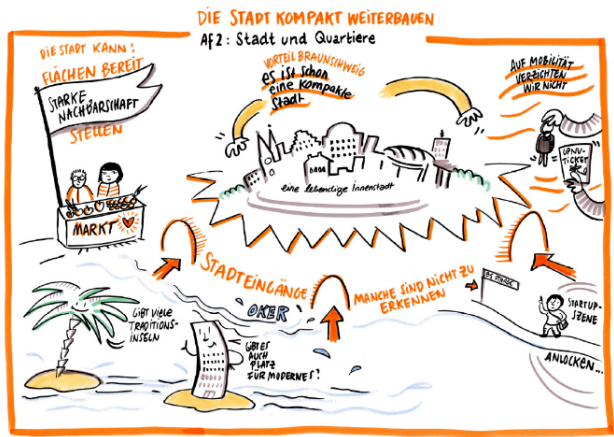 DIE STADT KOMPAKT WEITERBAUEN
AF2: Stadt und Quartiere
DIE STADT KANN:
FLÄCHEN BEREIT
STARKE
NACHBARSCHAFT
STELLEN
MARKT
VORTEIL BRAUNSCHWEIG
es ist schon
eine kompakte
Stadt
eine lebendige Innenstadt
AUF MOBILITÄT
VERZICHTEN
WIR NICHT
TICKET
STADTEINGÄNGE
MANCHE SIND NICHT ZU
ERKENNEN
OKER
GIBT VIELE
TRADITIONS-
INSELN
GIBT ES
AUCH
PLATZ
FÜR MODERNES?
STARTUP-
SZENE
ANLOCKEN...